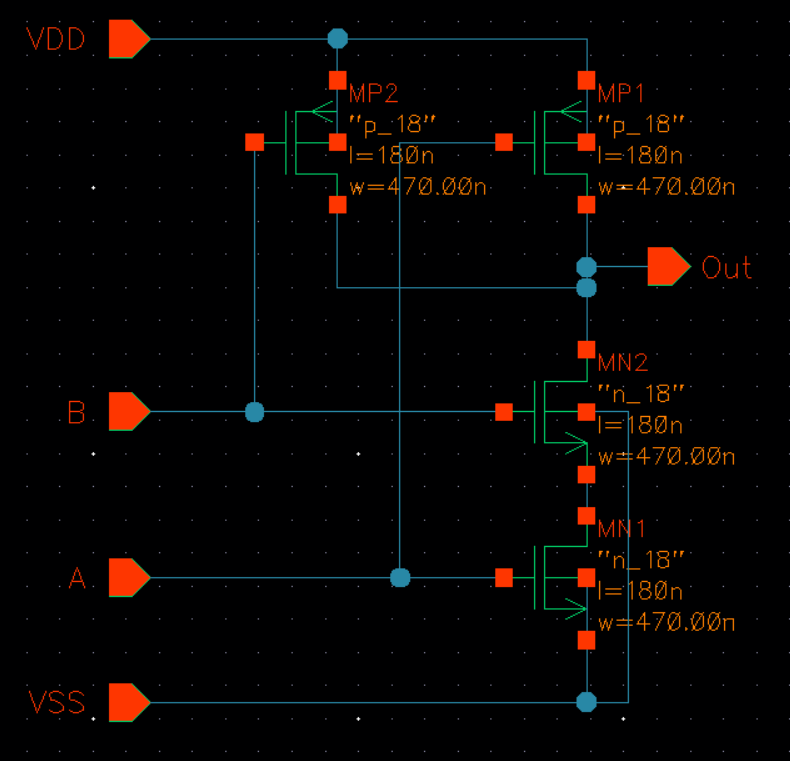 VDD
MP2
"p_18"
l=180n
w=470.00n
MP1
"p_18"
l=180n
w=470.00n
Out
MN2
"n_18"
l=180n
w=470.00n
B
MN1
"n_18"
l=180n
w=470.00n
A
VSS